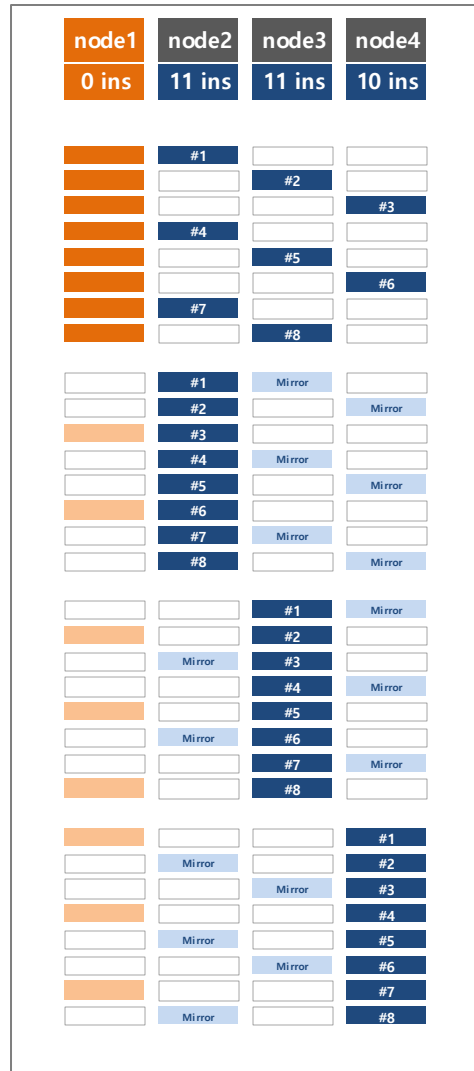 node1 node2 node3 node4
0 ins 11 ins 11 ins 10 ins
#1
#2
#3
#4
#5
#6
#7
#8
#1 Mirror
#2 Mirror
#3
#4 Mirror
#5 Mirror
#6
#7 Mirror
#8 Mirror
#1 Mirror
#2
Mirror #3
#4 Mirror
#5
Mirror #6
#7 Mirror
#8
#1
Mirror #2
Mirror #3
#4
Mirror #5
Mirror #6
#7
Mirror #8